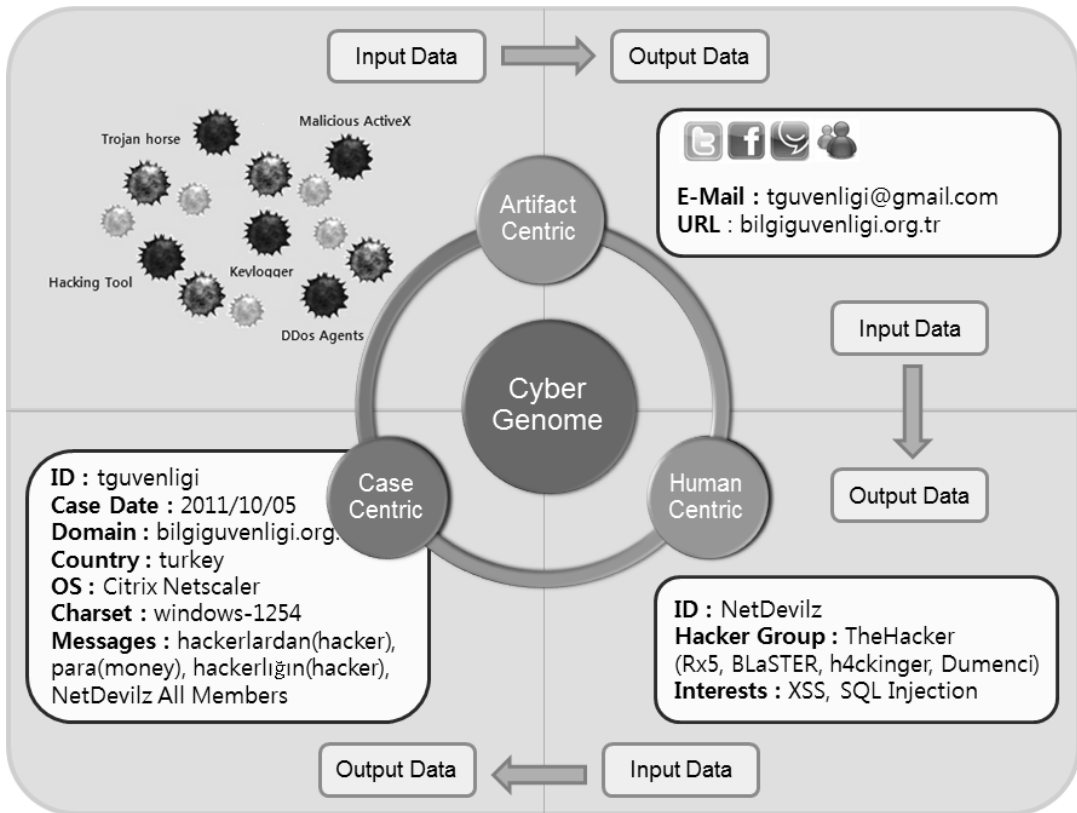 Input Data
Output Data
Trojan horse
Malicious ActiveX
Hacking Tool
Keylogger
DDos Agents
Artifact
Centric
E-Mail : tguvenligi@gmail.com
URL : bilgiguvenligi.org.tr
Input Data
Output Data
Cyber
Genome
Case
Centric
Human
Centric
ID : tguvenligi
Case Date : 2011/10/05
Domain : bilgiguvenligi.org.
Country : turkey
OS : Citrix Netscaler
Charset : windows-1254
Messages : hackerlardan(hacker),
para(money), hackerlığın(hacker),
NetDevilz All Members
ID : NetDevilz
Hacker Group : TheHacker
(Rx5, BLaSTER, h4ckinger, Dumenci)
Interests : XSS, SQL Injection
Output Data
Input Data